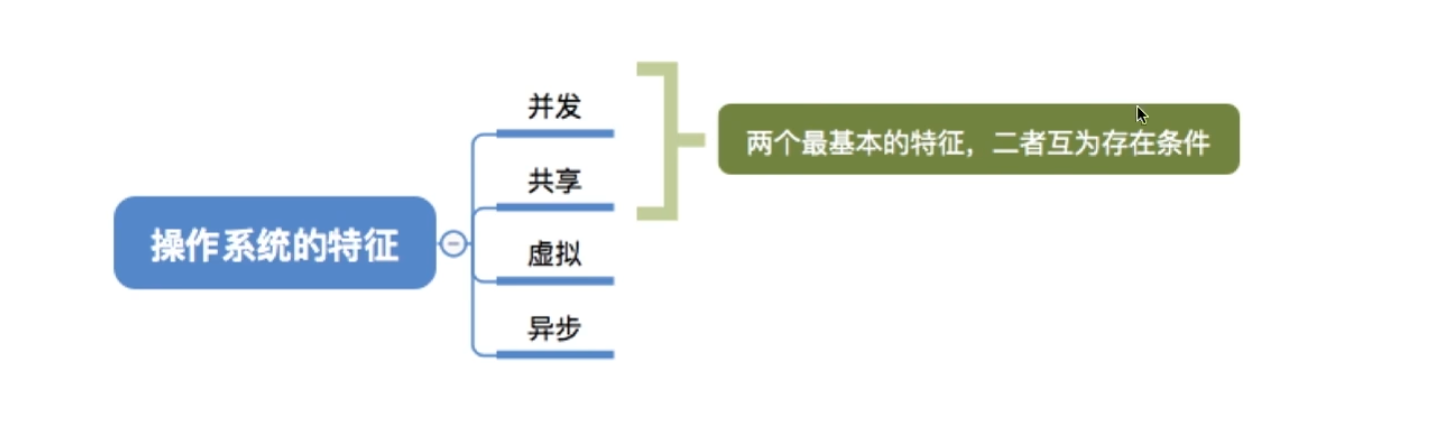 操作系统的特征
并发
共享
虚拟
异步
两个最基本的特征，二者互为存在条件